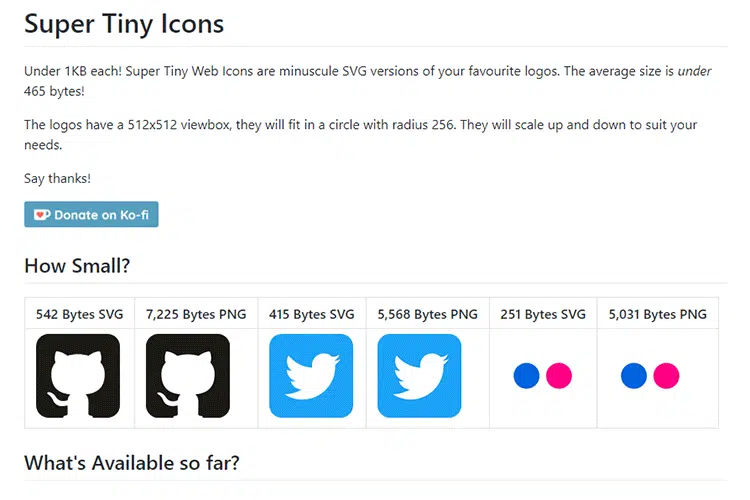 Super Tiny Icons
Under 1KB each! Super Tiny Web Icons are minuscule SVG versions of your favourite logos. The average size is under
465 bytes!
The logos have a 512x512 viewbox, they will fit in a circle with radius 256. They will scale up and down to suit your
needs.
Say thanks!
Donate on Ko-fi
How Small?
542 Bytes SVG 7,225 Bytes PNG 415 Bytes SVG 5,568 Bytes PNG 251 Bytes SVG 5,031 Bytes PNG
What's Available so far?